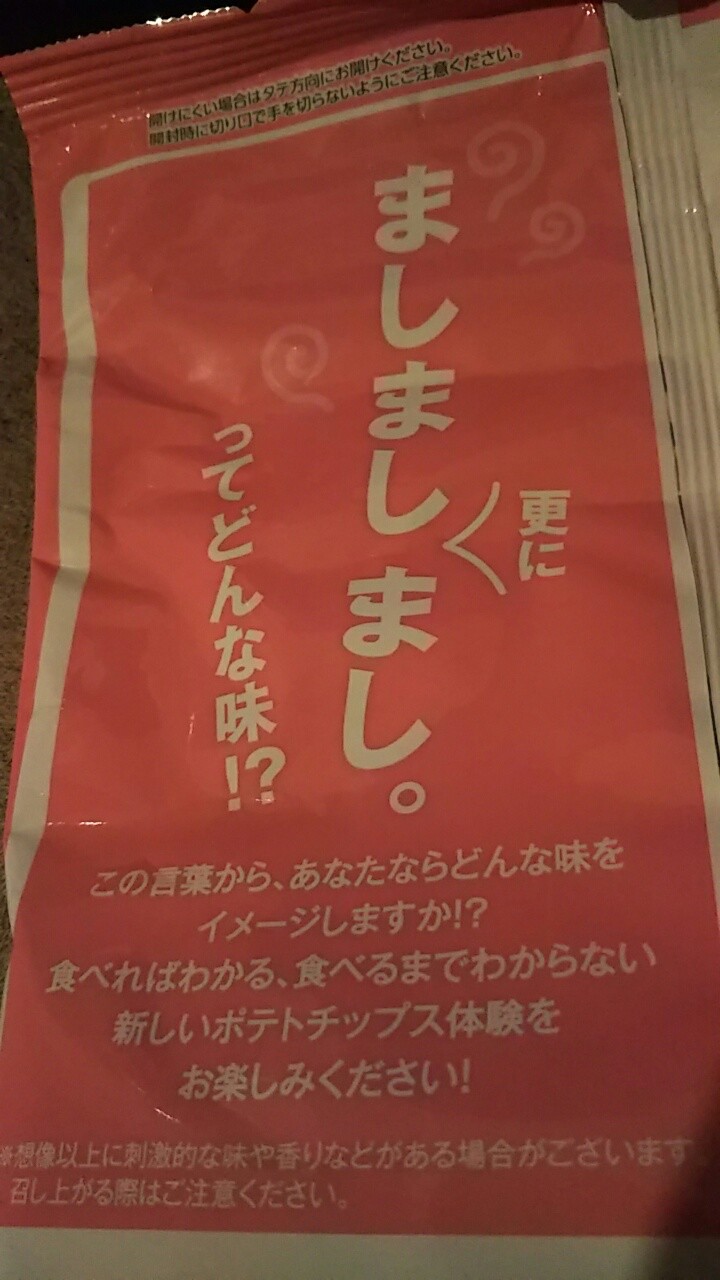 開けにくい場合はタテ方向にお開けください。
開封時に切り口で手を切らないようにご注意ください。
ましましまし。
更に
ってどんな味!?
この言葉から、あなたならどんな味を
イメージしますか!?
食べればわかる、食べるまでわからない
新しいポテトチップス体験を
お楽しみください!
※想像以上に刺激的な味や香りなどがある場合がございます
召し上がる際はご注意ください。